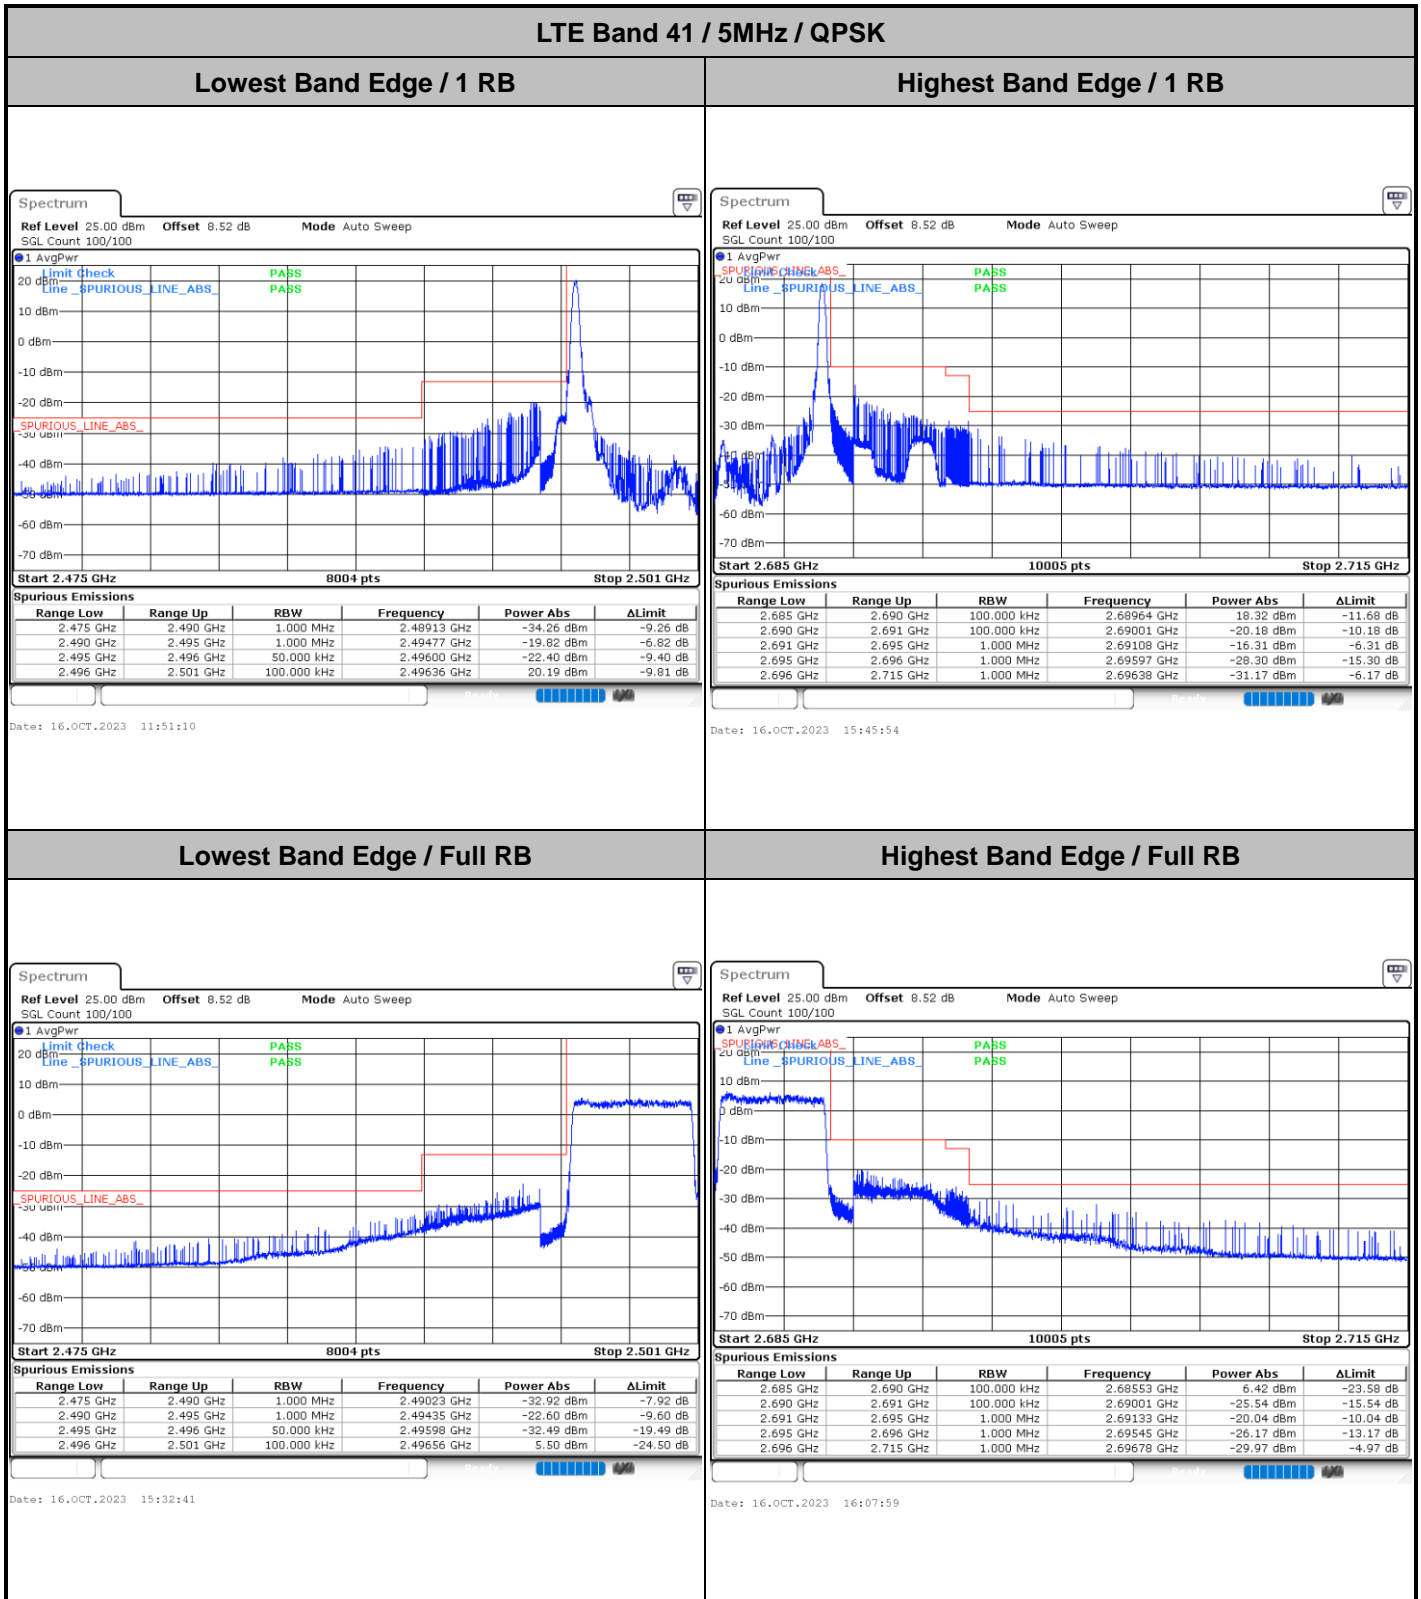 LTE Band 41 / 5MHz / QPSK
Lowest Band Edge / 1 RB
Highest Band Edge / 1 RB
Spectrum
Ref Level 25.00 dBm Offset 8.52 dB Mode Auto Sweep
SGL Count 100/100
1 AvgPwr
Limit Check PASS
Line _SPURIOUS_LINE_ABS_ PASS
20 dBm
10 dBm
0 dBm
-10 dBm
-20 dBm
_SPURIOUS_LINE_ABS_
-30 dBm
-40 dBm
-50 dBm
-60 dBm
-70 dBm
Start 2.475 GHz 8004 pts Stop 2.501 GHz
Spurious Emissions
Range Low Range Up RBW Frequency Power Abs ΔLimit
2.475 GHz 2.490 GHz 1.000 MHz 2.48913 GHz -34.26 dBm -9.26 dB
2.490 GHz 2.495 GHz 1.000 MHz 2.49477 GHz -19.82 dBm -6.82 dB
2.495 GHz 2.496 GHz 50.000 kHz 2.49600 GHz -22.40 dBm -9.40 dB
2.496 GHz 2.501 GHz 100.000 kHz 2.49636 GHz 20.19 dBm -9.81 dB
Ready
Date: 16.OCT.2023 11:51:10
Spectrum
Ref Level 25.00 dBm Offset 8.52 dB Mode Auto Sweep
SGL Count 100/100
1 AvgPwr
_SPURIOUS_LINE_ABS_
Limit Check PASS
20 dBm
Line _SPURIOUS_LINE_ABS_ PASS
10 dBm
0 dBm
-10 dBm
-20 dBm
-30 dBm
-40 dBm
-50 dBm
-60 dBm
-70 dBm
Start 2.685 GHz 10005 pts Stop 2.715 GHz
Spurious Emissions
Range Low Range Up RBW Frequency Power Abs ΔLimit
2.685 GHz 2.690 GHz 100.000 kHz 2.68964 GHz 18.32 dBm -11.68 dB
2.690 GHz 2.691 GHz 100.000 kHz 2.69001 GHz -20.18 dBm -10.18 dB
2.691 GHz 2.695 GHz 1.000 MHz 2.69108 GHz -16.31 dBm -6.31 dB
2.695 GHz 2.696 GHz 1.000 MHz 2.69597 GHz -28.30 dBm -15.30 dB
2.696 GHz 2.715 GHz 1.000 MHz 2.69638 GHz -31.17 dBm -6.17 dB
Ready
Date: 16.OCT.2023 15:45:54
Lowest Band Edge / Full RB
Highest Band Edge / Full RB
Spectrum
Ref Level 25.00 dBm Offset 8.52 dB Mode Auto Sweep
SGL Count 100/100
1 AvgPwr
Limit Check PASS
20 dBm
Line _SPURIOUS_LINE_ABS_ PASS
10 dBm
0 dBm
-10 dBm
-20 dBm
_SPURIOUS_LINE_ABS_
-30 dBm
-40 dBm
-50 dBm
-60 dBm
-70 dBm
Start 2.475 GHz 8004 pts Stop 2.501 GHz
Spurious Emissions
Range Low Range Up RBW Frequency Power Abs ΔLimit
2.475 GHz 2.490 GHz 1.000 MHz 2.49023 GHz -32.92 dBm -7.92 dB
2.490 GHz 2.495 GHz 1.000 MHz 2.49435 GHz -22.60 dBm -9.60 dB
2.495 GHz 2.496 GHz 50.000 kHz 2.49598 GHz -32.49 dBm -19.49 dB
2.496 GHz 2.501 GHz 100.000 kHz 2.49656 GHz 5.50 dBm -24.50 dB
Ready
Date: 16.OCT.2023 15:32:41
Spectrum
Ref Level 25.00 dBm Offset 8.52 dB Mode Auto Sweep
SGL Count 100/100
1 AvgPwr
_SPURIOUS_LINE_ABS_
Limit Check PASS
20 dBm
Line _SPURIOUS_LINE_ABS_ PASS
10 dBm
0 dBm
-10 dBm
-20 dBm
-30 dBm
-40 dBm
-50 dBm
-60 dBm
-70 dBm
Start 2.685 GHz 10005 pts Stop 2.715 GHz
Spurious Emissions
Range Low Range Up RBW Frequency Power Abs ΔLimit
2.685 GHz 2.690 GHz 100.000 kHz 2.68553 GHz 6.42 dBm -23.58 dB
2.690 GHz 2.691 GHz 100.000 kHz 2.69001 GHz -25.54 dBm -15.54 dB
2.691 GHz 2.695 GHz 1.000 MHz 2.69133 GHz -20.04 dBm -10.04 dB
2.695 GHz 2.696 GHz 1.000 MHz 2.69545 GHz -26.17 dBm -13.17 dB
2.696 GHz 2.715 GHz 1.000 MHz 2.69678 GHz -29.97 dBm -4.97 dB
Ready
Date: 16.OCT.2023 16:07:59